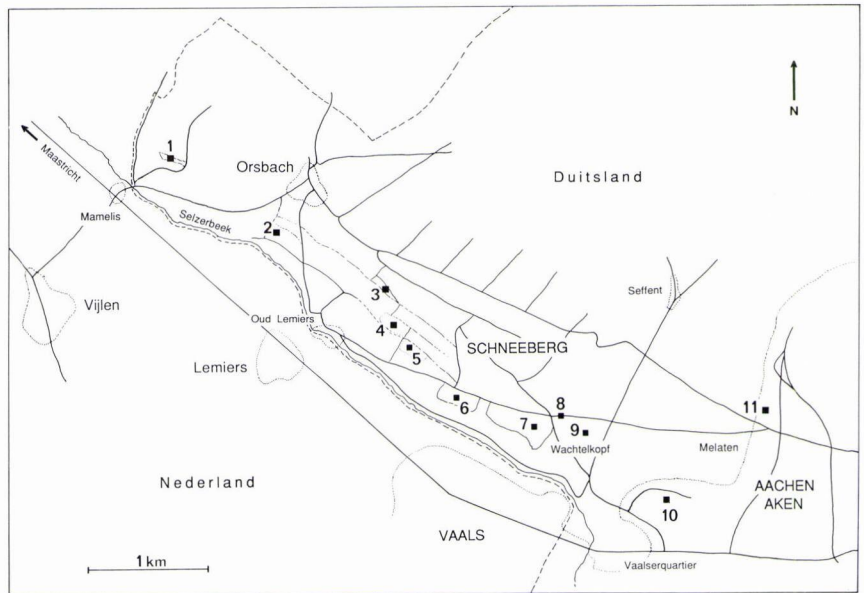 N
1
Maastricht
Orsbach
Duitsland
Mamelis
Selzerbeek
2
3
Seffent
Vijlen
Oud Lemiers
4
5
SCHNEEBERG
Lemiers
6
7
8
9
11
Wachtelkopf
Melaten
Nederland
AACHEN
AKEN
10
VAALS
1 km
Vaalserquartier